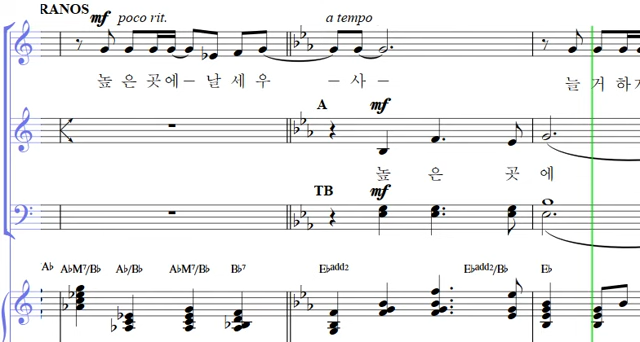 RANOS
mf poco rit. a tempo
높 은 곳 에 – 날 세 우 – 사 – 늘 거 하
A mf
높 은 곳 에
TB mf
A♭ A♭M7/B♭ A♭/B♭ A♭M7/B♭ B♭7 E♭add2 E♭add2/B♭ E♭